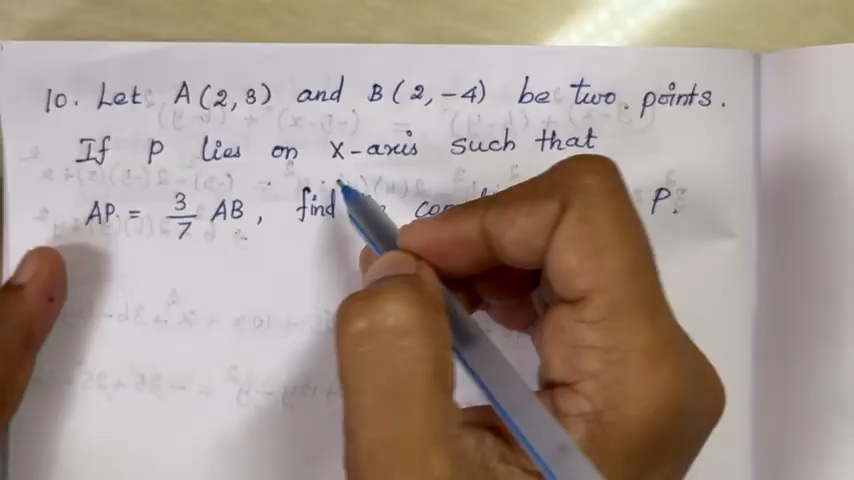 10. Let A(2,3) and B(2,-4) be two points.
If P lies on X-axis such that
AP = 3/7 AB, find P.